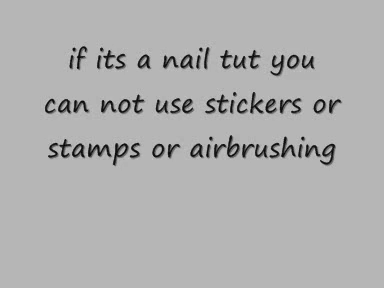 if its a nail tut you
can not use stickers or
stamps or airbrushing